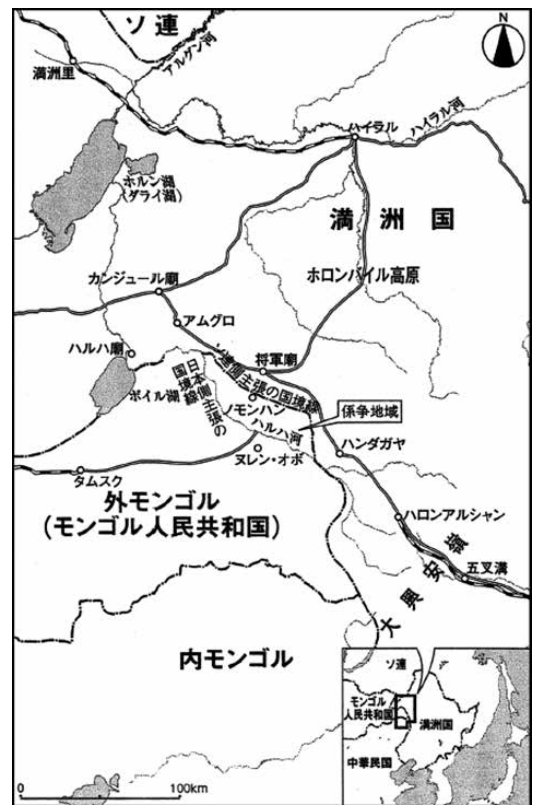 N
ソ連
アルグン河
満洲里
ハイラル
ハイラル河
ホルン湖
(ダライ湖)
満洲国
ホロンバイル高原
カンジュール廟
アムグロ
ハルハ廟
将軍廟
ソ連側主張の国境線
日本側主張の
国境線
ボイル湖
ノモンハン
係争地域
ハルハ河
ハンダガヤ
ヌレン・オボ
タムスク
外モンゴル
(モンゴル人民共和国)
ハロンアルシャン
五叉溝
大興安嶺
内モンゴル
ソ連
モンゴル
人民共和国
満洲国
中華民国
0
100km